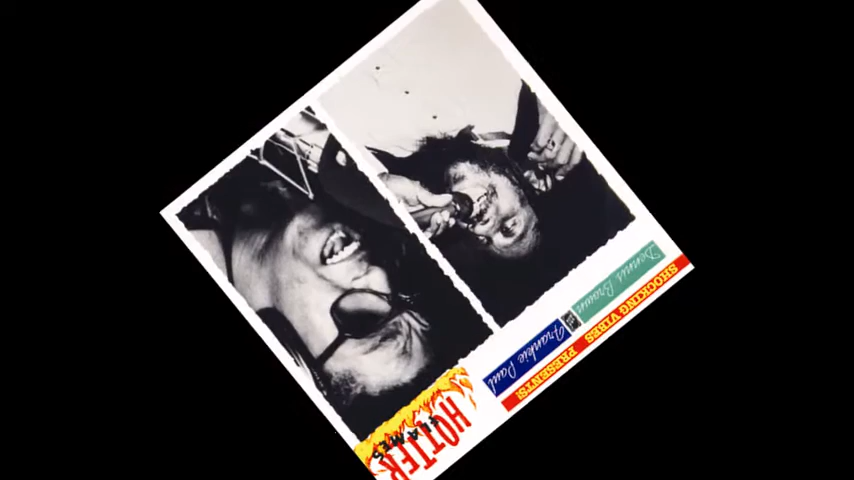 SHOCKING VIBES PRESENTS!
Dennis Brown
Frankie Paul
HOTTER
FLAMES